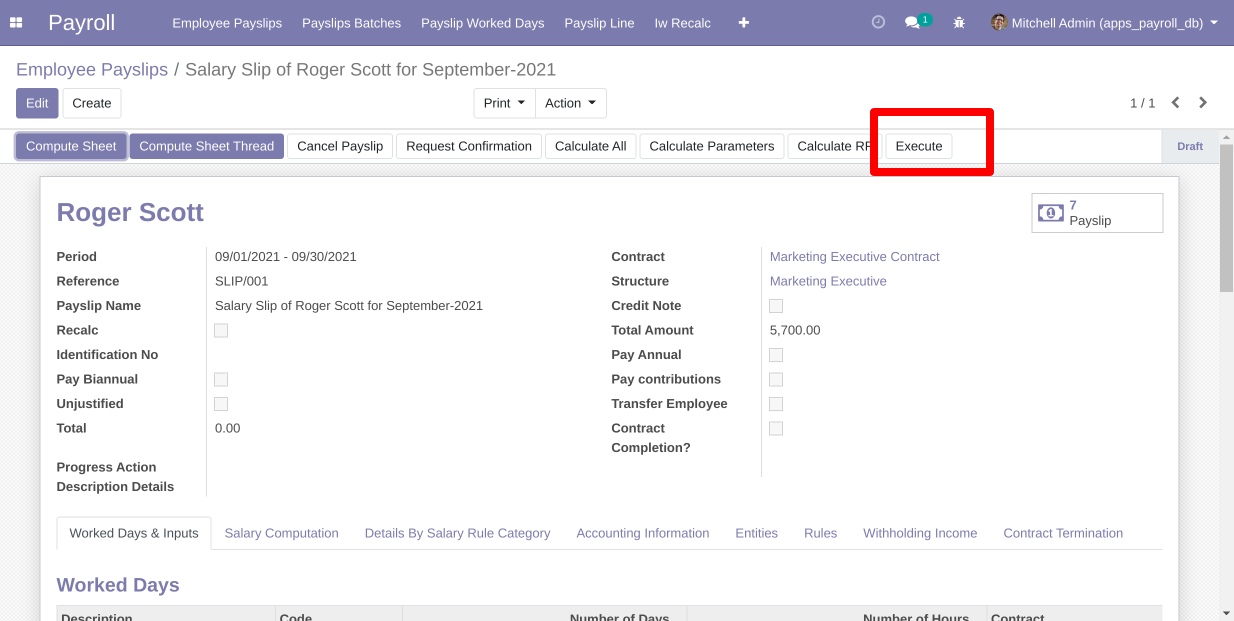 Payroll Employee Payslips Payslips Batches Payslip Worked Days Payslip Line Iw Recalc 1 Mitchell Admin (apps_payroll_db)
Employee Payslips / Salary Slip of Roger Scott for September-2021
Edit Create Print Action 1 / 1
Compute Sheet Compute Sheet Thread Cancel Payslip Request Confirmation Calculate All Calculate Parameters Calculate Execute Draft
Roger Scott
7
Payslip
Period 09/01/2021 - 09/30/2021 Contract Marketing Executive Contract
Reference SLIP/001 Structure Marketing Executive
Payslip Name Salary Slip of Roger Scott for September-2021 Credit Note
Recalc Total Amount 5,700.00
Identification No Pay Annual
Pay Biannual Pay contributions
Unjustified Transfer Employee
Total 0.00 Contract
Completion?
Progress Action
Description Details
Worked Days & Inputs Salary Computation Details By Salary Rule Category Accounting Information Entities Rules Withholding Income Contract Termination
Worked Days
Description Code Number of Days Number of Hours Contract